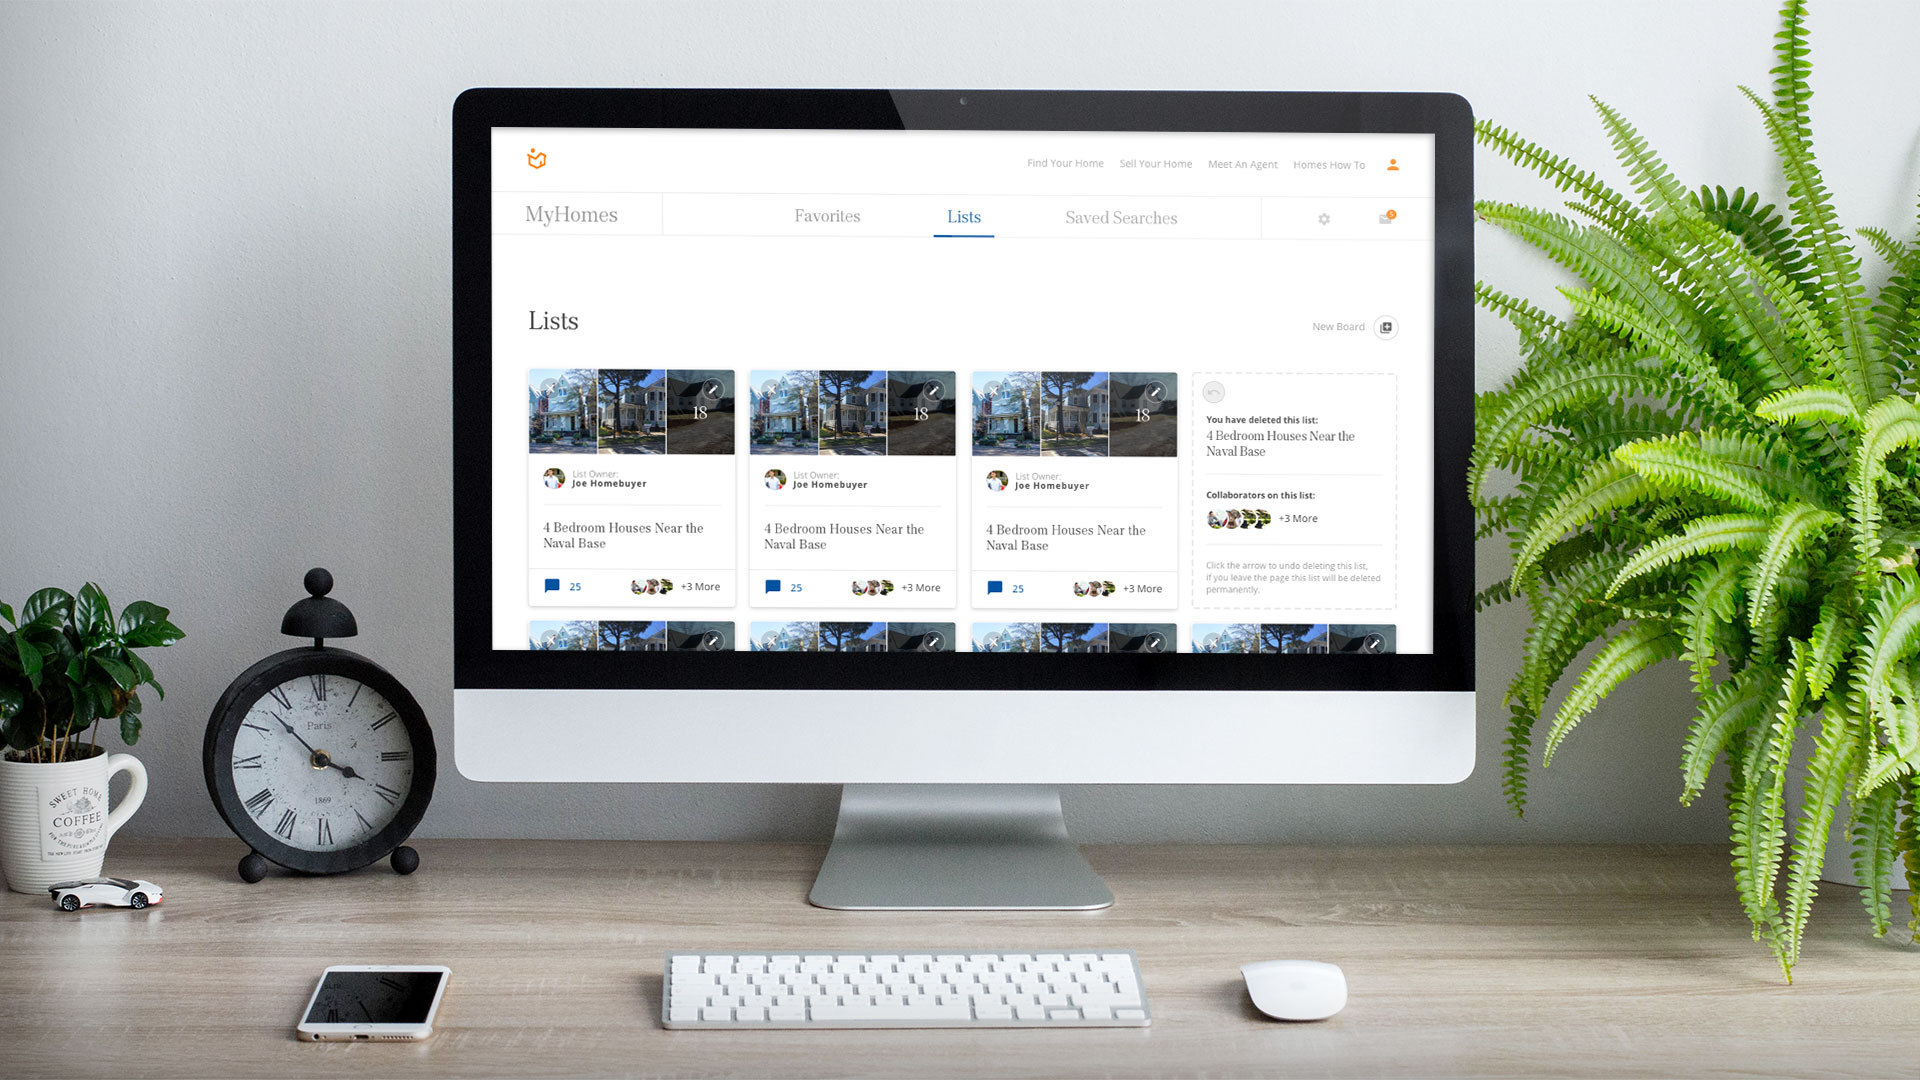 Find Your Home Sell Your Home Meet An Agent Homes How To
MyHomes Favorites Lists Saved Searches 5
Lists
New Board
18
List Owner:
Joe Homebuyer
4 Bedroom Houses Near the
Naval Base
25 +3 More
18
List Owner:
Joe Homebuyer
4 Bedroom Houses Near the
Naval Base
25 +3 More
18
List Owner:
Joe Homebuyer
4 Bedroom Houses Near the
Naval Base
25 +3 More
You have deleted this list:
4 Bedroom Houses Near the
Naval Base
Collaborators on this list:
+3 More
Click the arrow to undo deleting this list,
if you leave the page this list will be deleted
permanently.
Paris
1869
SWEET HOME
COFFEE